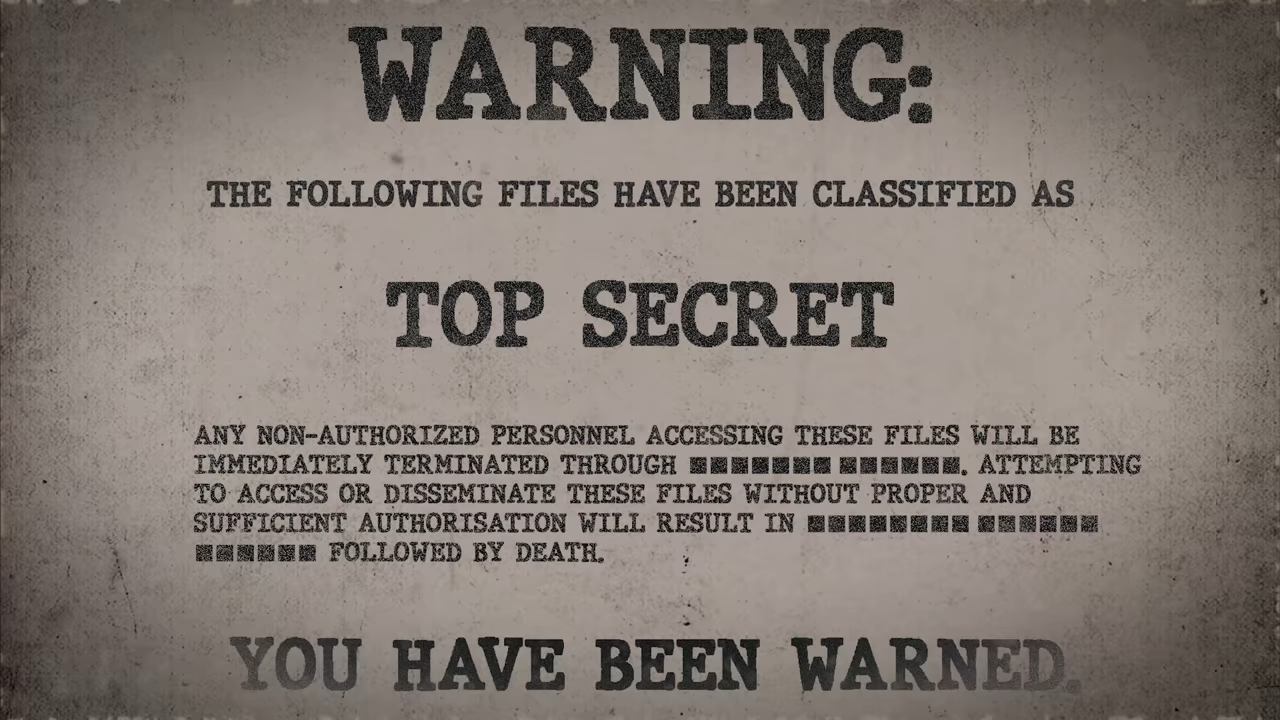 WARNING:
THE FOLLOWING FILES HAVE BEEN CLASSIFIED AS
TOP SECRET
ANY NON-AUTHORIZED PERSONNEL ACCESSING THESE FILES WILL BE
IMMEDIATELY TERMINATED THROUGH ■■■■■■■ ■■■■■■. ATTEMPTING
TO ACCESS OR DISSEMINATE THESE FILES WITHOUT PROPER AND
SUFFICIENT AUTHORISATION WILL RESULT IN ■■■■■■■■ ■■■■■■
■■■■■■ FOLLOWED BY DEATH.
YOU HAVE BEEN WARNED.